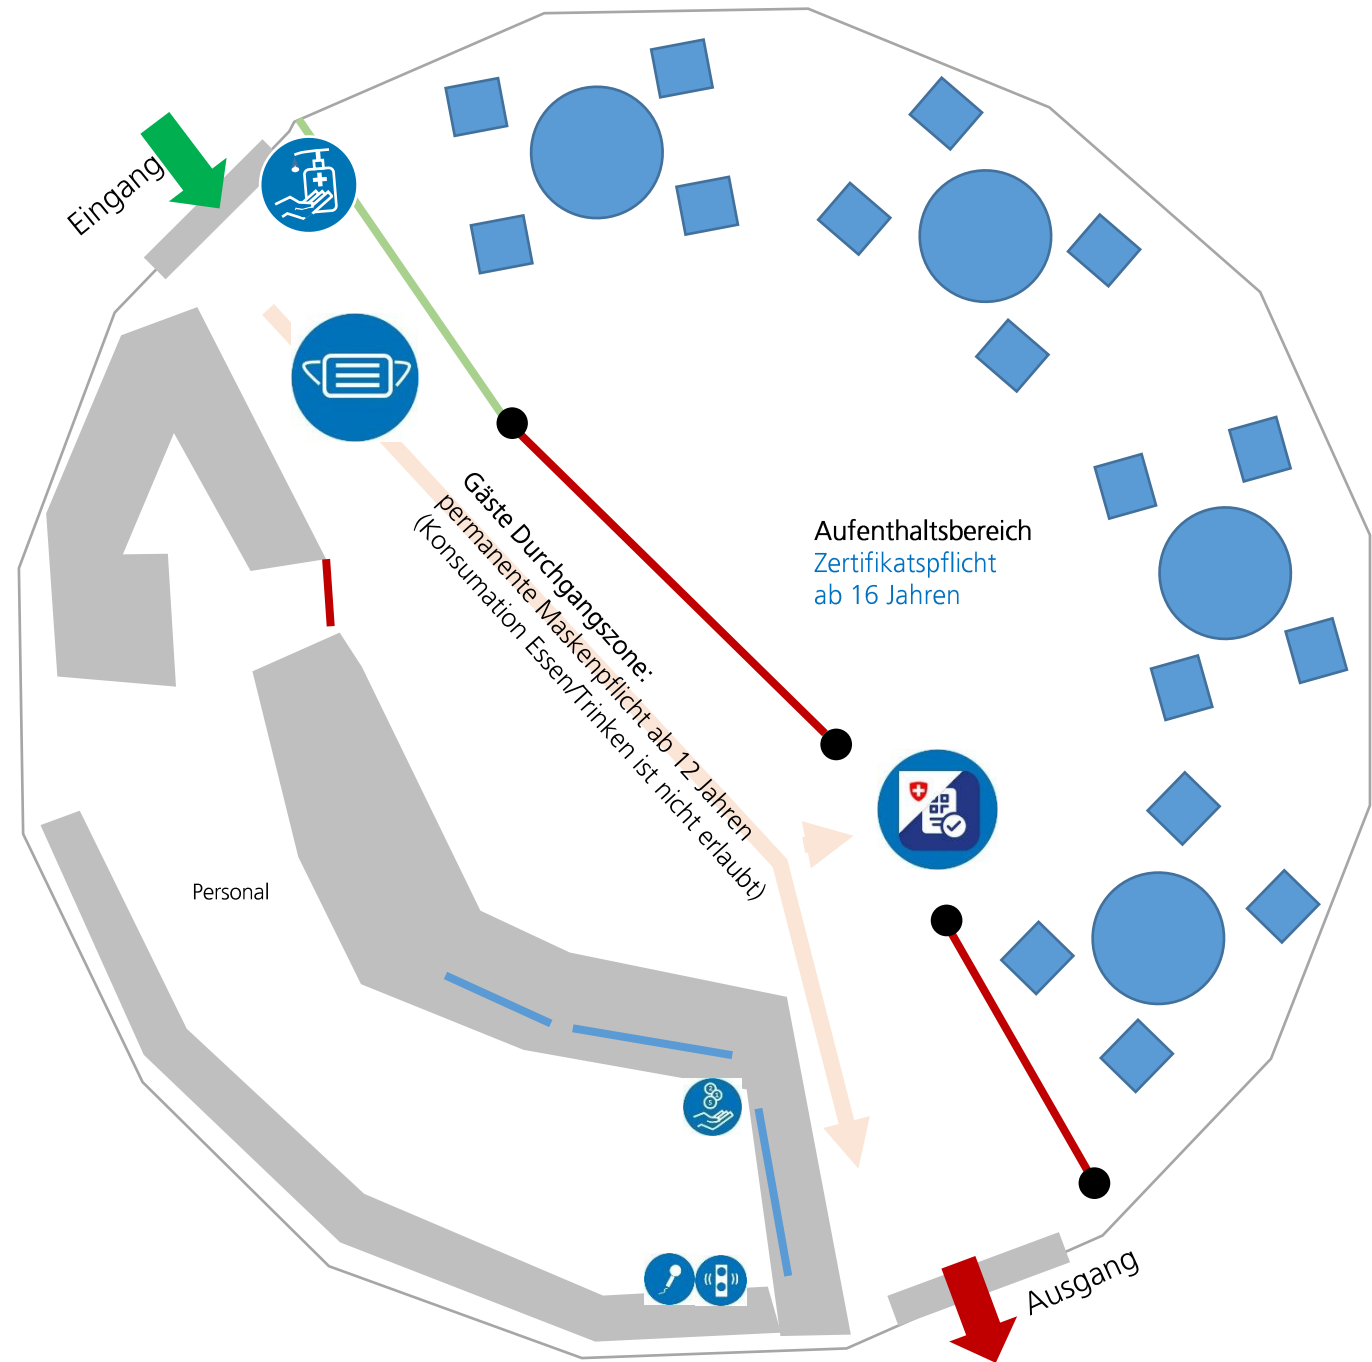 Eingang
Gäste Durchgangszone:
permanente Maskenpflicht ab 12 Jahren
(Konsumation Essen/Trinken ist nicht erlaubt)
Aufenthaltsbereich
Zertifikatspflicht
ab 16 Jahren
Personal
Ausgang